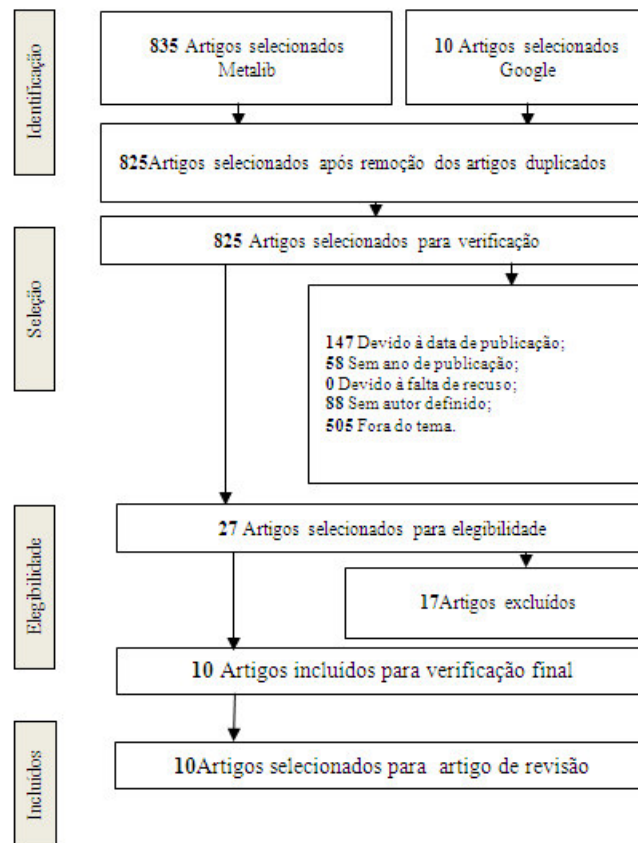 Identificação
835 Artigos selecionados
Metalib
10 Artigos selecionados
Google
825Artigos selecionados após remoção dos artigos duplicados
Seleção
825 Artigos selecionados para verificação
147 Devido à data de publicação;
58 Sem ano de publicação;
0 Devido à falta de recuso;
88 Sem autor definido;
505 Fora do tema.
Elegibilidade
27 Artigos selecionados para elegibilidade
17Artigos excluídos
10 Artigos incluídos para verificação final
Incluídos
10Artigos selecionados para artigo de revisão